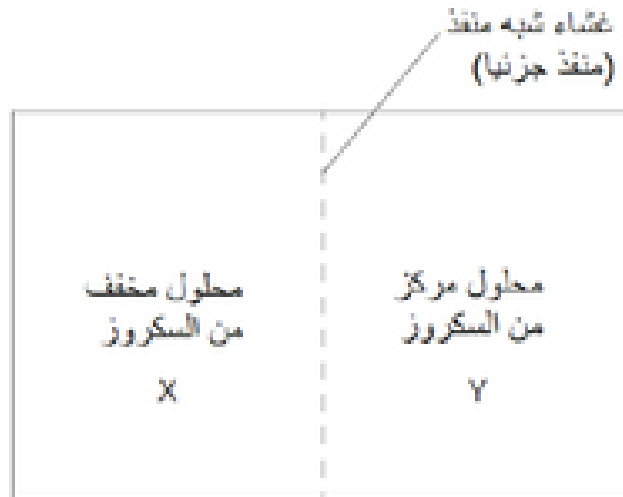 غشاء شبه منفذ
(منفذ جزئيا)
محلول مخفف
من السكروز
X
محلول مركز
من السكروز
Y